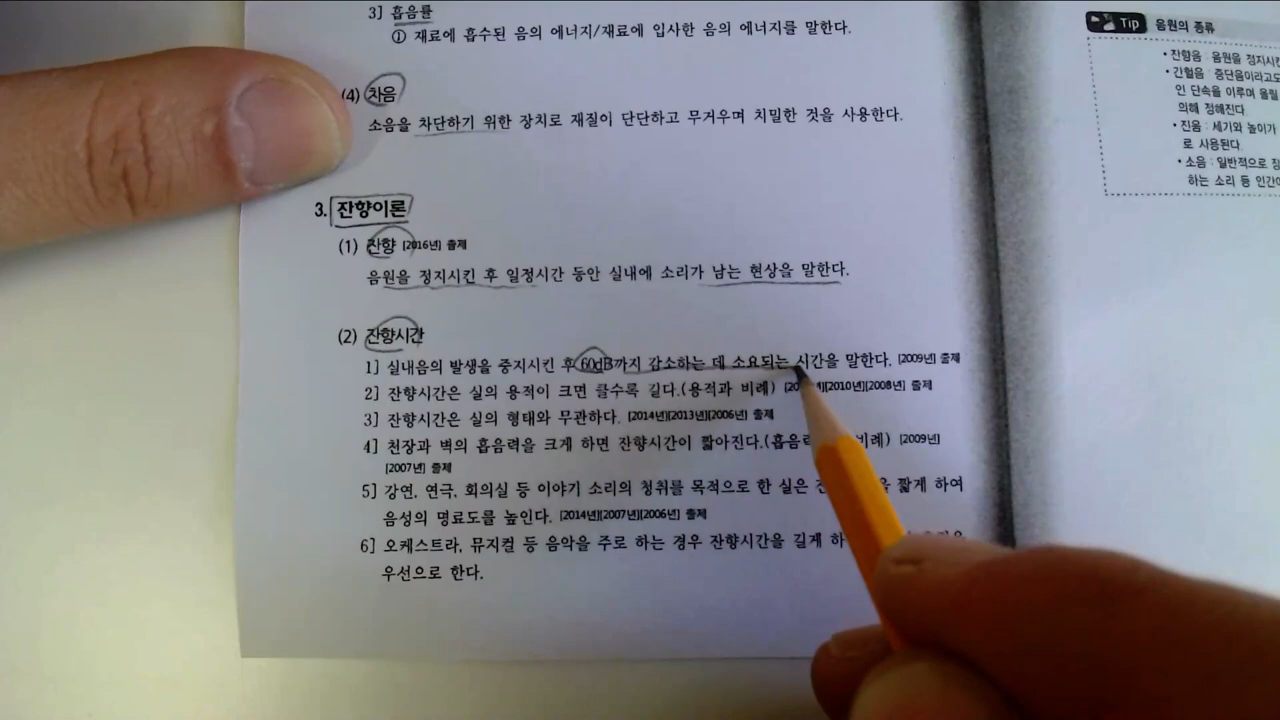 3] 흡음률
① 재료에 흡수된 음의 에너지/재료에 입사한 음의 에너지를 말한다.
(4) 차음
소음을 차단하기 위한 장치로 재질이 단단하고 무거우며 치밀한 것을 사용한다.
3. 잔향이론
(1) 잔향 [2016년] 출제
음원을 정지시킨 후 일정시간 동안 실내에 소리가 남는 현상을 말한다.
(2) 잔향시간
1] 실내음의 발생을 중지시킨 후 60dB까지 감소하는 데 소요되는 시간을 말한다. [2009년] 출제
2] 잔향시간은 실의 용적이 크면 클수록 길다.(용적과 비례) [2010년][2008년] 출제
3] 잔향시간은 실의 형태와 무관하다. [2014년][2013년][2006년] 출제
4] 천장과 벽의 흡음력을 크게 하면 잔향시간이 짧아진다. 비례) [2009년]
[2007년] 출제
5] 강연, 연극, 회의실 등 이야기 소리의 청취를 목적으로 한 실은 짧게 하여
음성의 명료도를 높인다. [2014년][2007년][2006년] 출제
6] 오케스트라, 뮤지컬 등 음악을 주로 하는 경우 잔향시간을 길게
우선으로 한다.
Tip 음원의 종류
• 잔향음 : 음원을 정지시킨
• 간헐음 : 중단음이라고도
인 단속을 이루며 울릴
의해 정해진다.
• 진음 : 세기와 높이가
로 사용된다.
• 소음 : 일반적으로
하는 소리 등